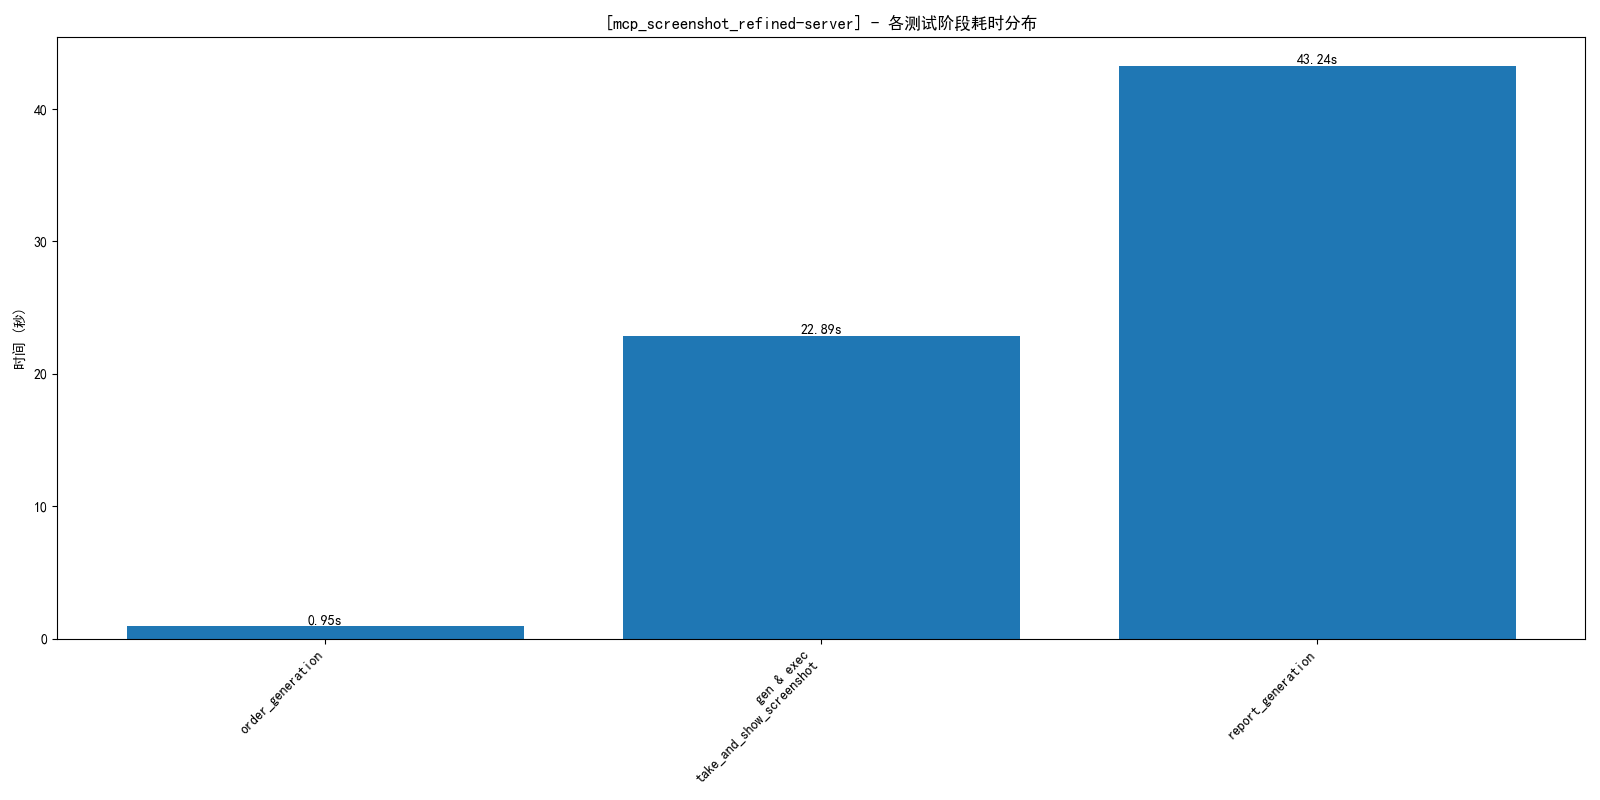 [mcp_screenshot_refined-server] - 各测试阶段耗时分布
时间 (秒)
40
30
20
10
0
0.95s
22.89s
43.24s
order_generation
gen & exec
take_and_show_screenshot
report_generation